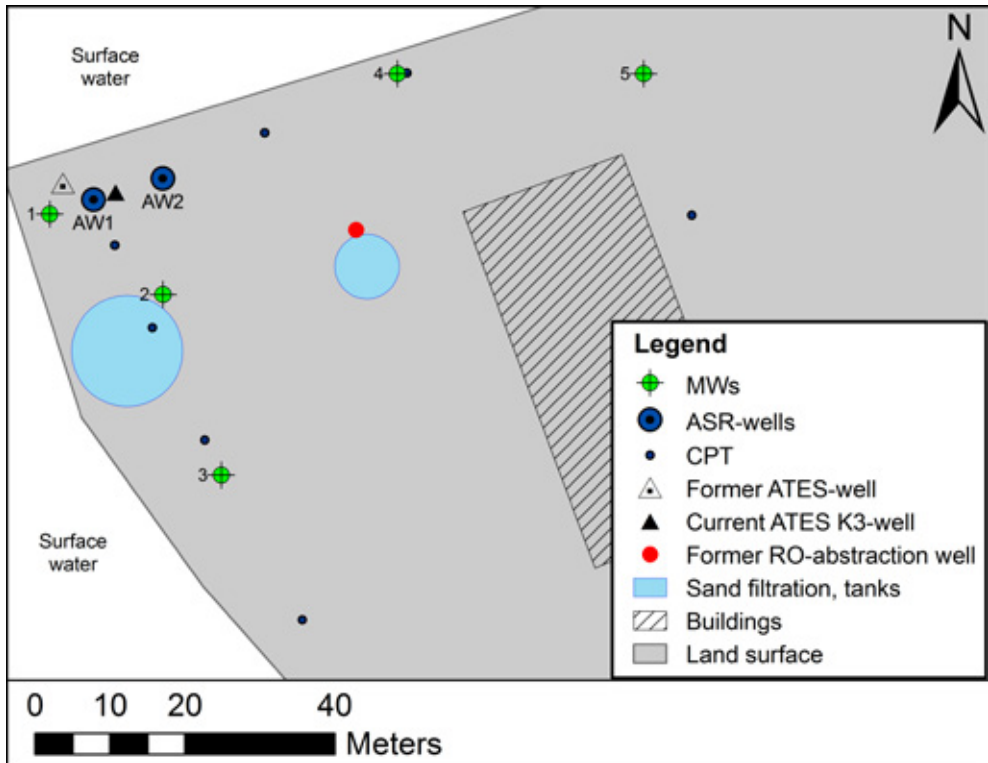 Surface
water
N
4
5
1
AW1
AW2
2
3
Surface
water
Legend
MWs
ASR-wells
CPT
Former ATES-well
Current ATES K3-well
Former RO-abstraction well
Sand filtration, tanks
Buildings
Land surface
0 10 20 40
Meters